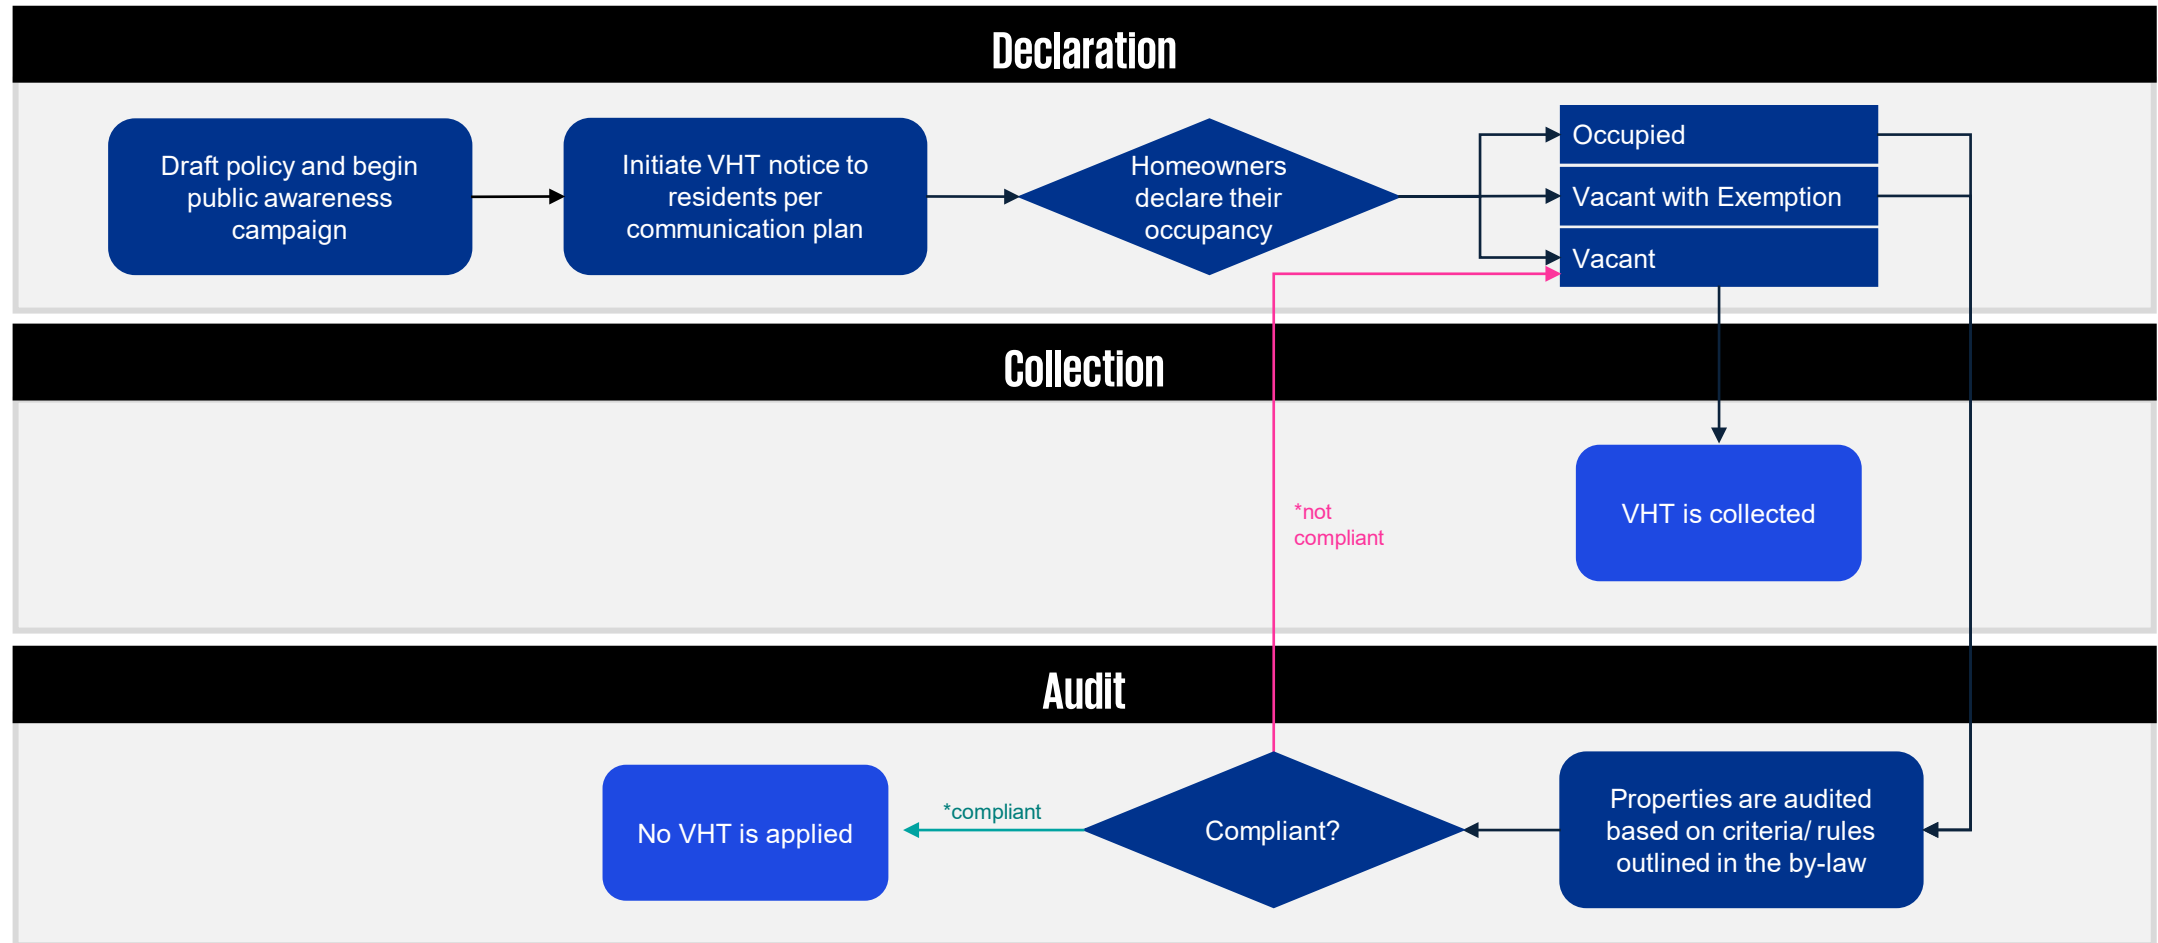 Declaration
Draft policy and begin
public awareness
campaign
Initiate VHT notice to
residents per
communication plan
Homeowners
declare their
occupancy
Occupied
Vacant with Exemption
Vacant
Collection
*not
compliant
VHT is collected
Audit
No VHT is applied
*compliant
Compliant?
Properties are audited
based on criteria/ rules
outlined in the by-law